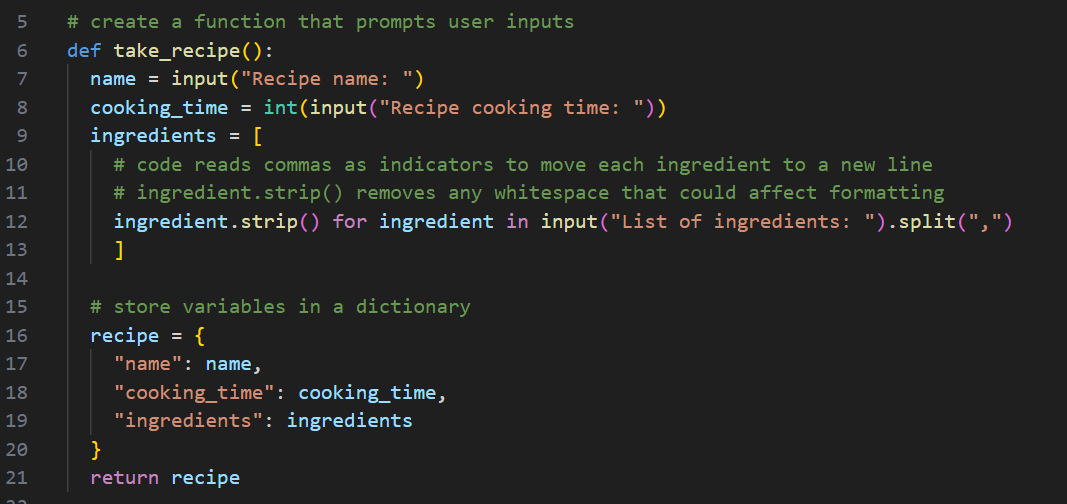 5 # create a function that prompts user inputs
6 def take_recipe():
7 name = input("Recipe name: ")
8 cooking_time = int(input("Recipe cooking time: "))
9 ingredients = [
10 # code reads commas as indicators to move each ingredient to a new line
11 # ingredient.strip() removes any whitespace that could affect formatting
12 ingredient.strip() for ingredient in input("List of ingredients: ").split(",")
13 ]
14
15 # store variables in a dictionary
16 recipe = {
17 "name": name,
18 "cooking_time": cooking_time,
19 "ingredients": ingredients
20 }
21 return recipe